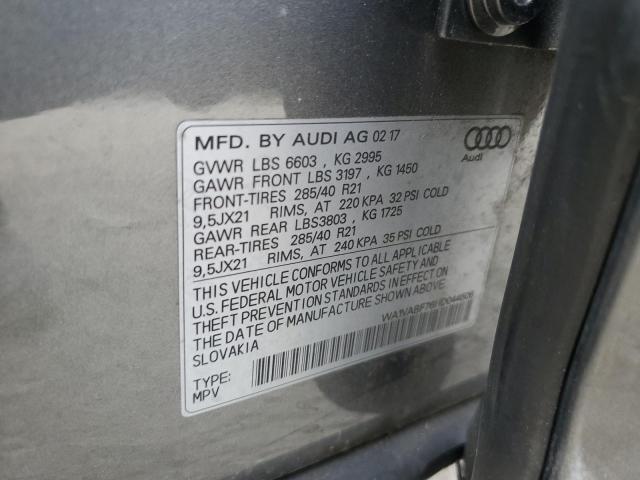 MFD. BY AUDI AG 02 17
Audi
GVWR LBS 6603 , KG 2995
GAWR FRONT LBS 3197 , KG 1450
FRONT-TIRES 285/40 R21
9,5JX21 RIMS, AT 220 KPA 32 PSI COLD
GAWR REAR LBS3803 , KG 1725
REAR-TIRES 285/40 R21
9,5JX21 RIMS, AT 240 KPA 35 PSI COLD
THIS VEHICLE CONFORMS TO ALL APPLICABLE
U.S. FEDERAL MOTOR VEHICLE SAFETY AND
THEFT PREVENTION STANDARDS IN EFFECT ON
THE DATE OF MANUFACTURE SHOWN ABOVE.
SLOVAKIA
TYPE:
MPV